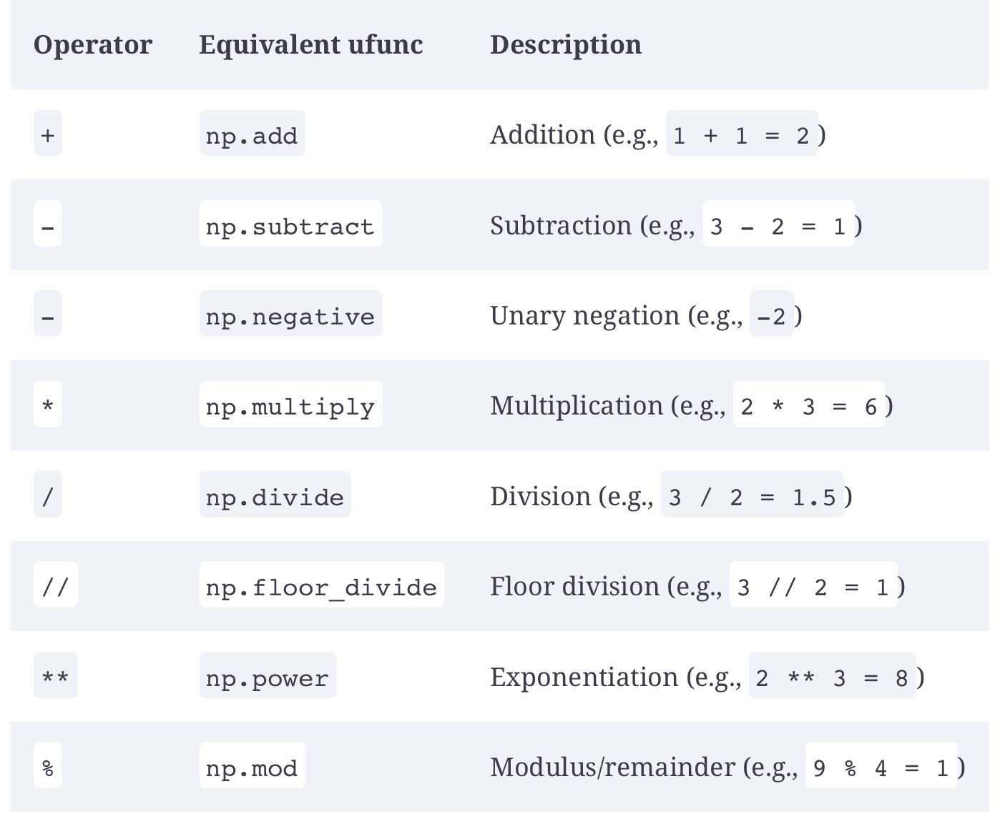 Operator Equivalent ufunc Description
+ np.add Addition (e.g., 1 + 1 = 2)
- np.subtract Subtraction (e.g., 3 - 2 = 1)
- np.negative Unary negation (e.g., -2)
* np.multiply Multiplication (e.g., 2 * 3 = 6)
/ np.divide Division (e.g., 3 / 2 = 1.5)
// np.floor_divide Floor division (e.g., 3 // 2 = 1)
** np.power Exponentiation (e.g., 2 ** 3 = 8)
% np.mod Modulus/remainder (e.g., 9 % 4 = 1)